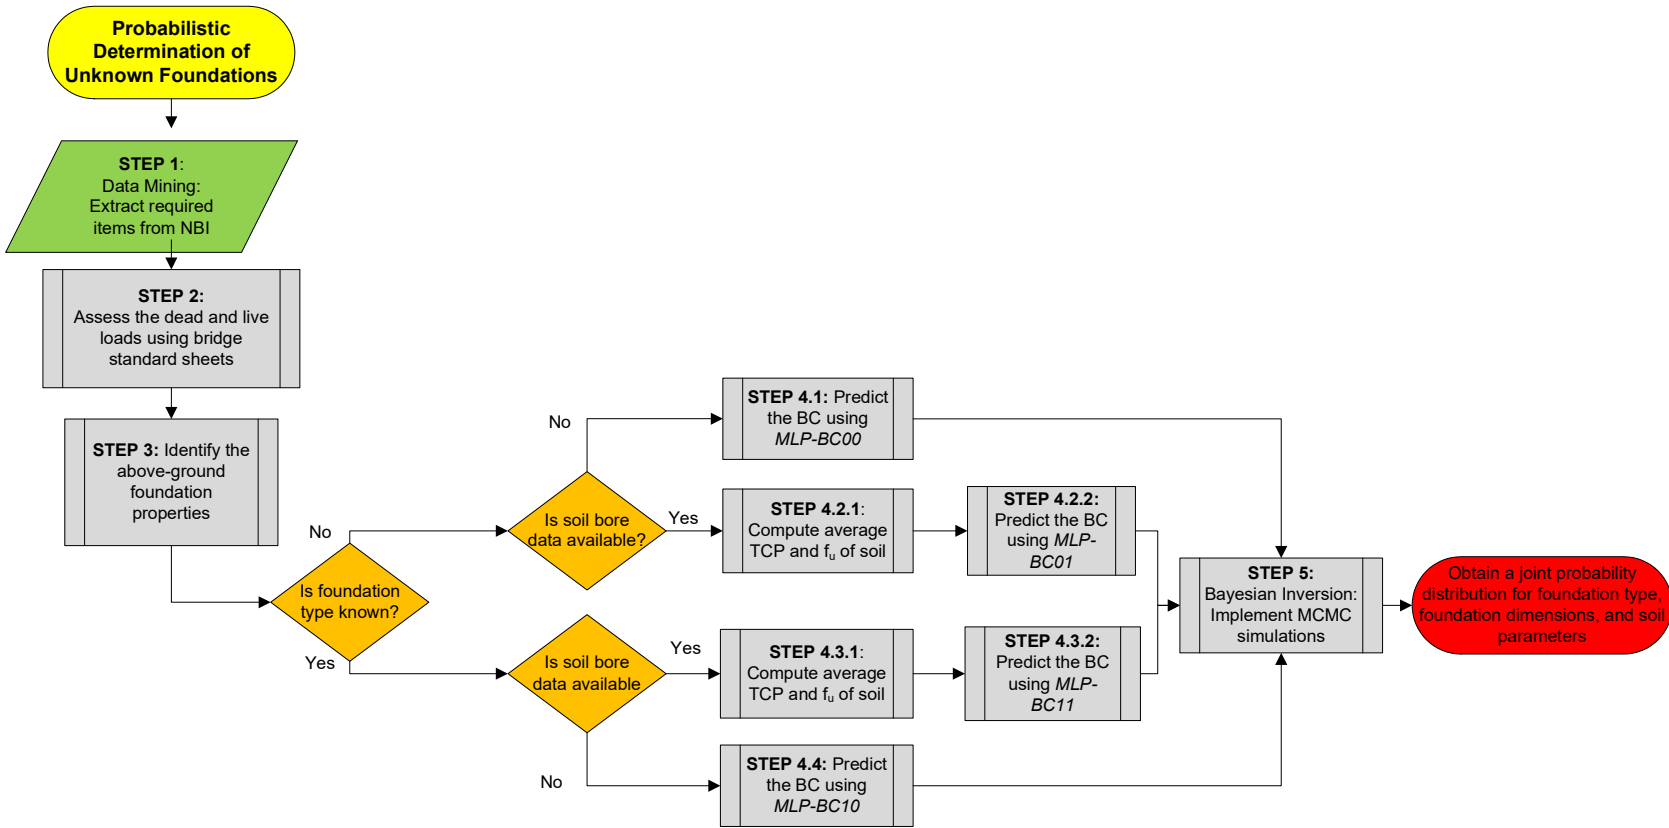 Probabilistic
Determination of
Unknown Foundations
STEP 1:
Data Mining:
Extract required
items from NBI
STEP 2:
Assess the dead and live
loads using bridge
standard sheets
STEP 3: Identify the
above-ground
foundation
properties
Is foundation
type known?
No
Yes
Is soil bore
data available?
No
Yes
STEP 4.1: Predict
the BC using
MLP-BC00
STEP 4.2.1:
Compute average
TCP and fu of soil
STEP 4.2.2:
Predict the BC
using MLP-
BC01
Is soil bore
data available
Yes
No
STEP 4.3.1:
Compute average
TCP and fu of soil
STEP 4.3.2:
Predict the BC
using MLP-
BC11
STEP 4.4: Predict
the BC using
MLP-BC10
STEP 5:
Bayesian Inversion:
Implement MCMC
simulations
Obtain a joint probability
distribution for foundation type,
foundation dimensions, and soil
parameters